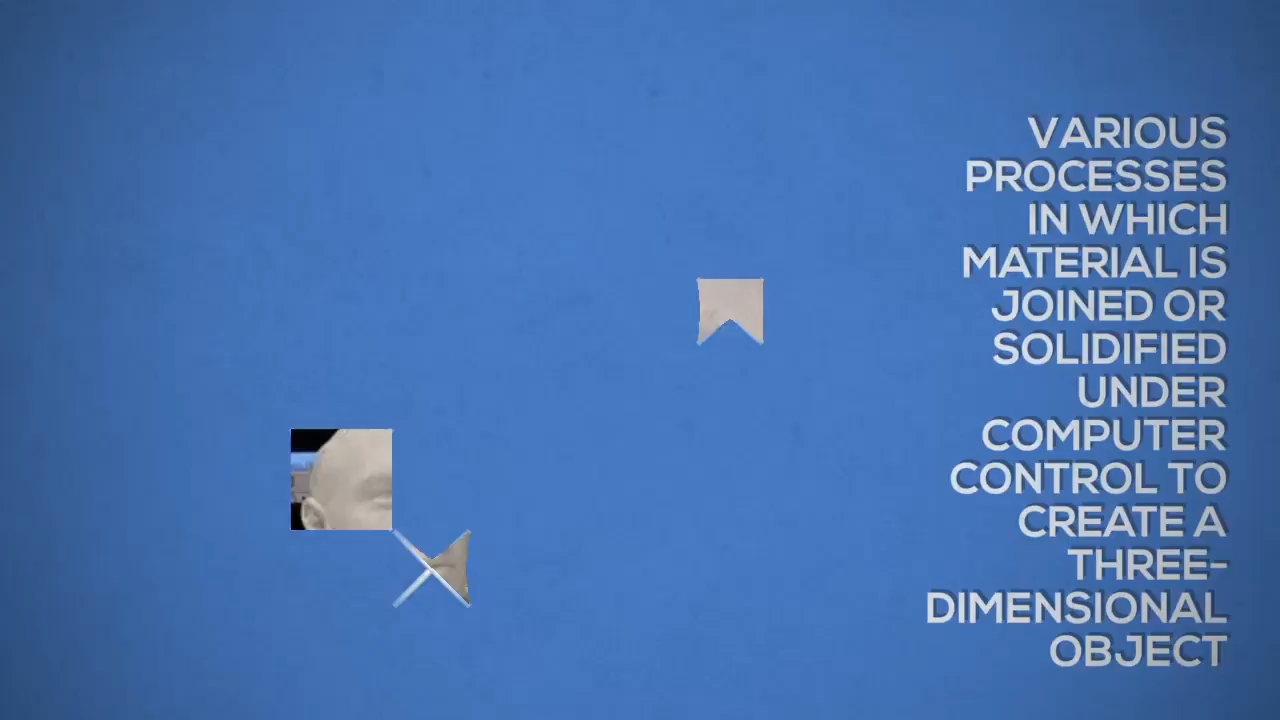 VARIOUS
PROCESSES
IN WHICH
MATERIAL IS
JOINED OR
SOLIDIFIED
UNDER
COMPUTER
CONTROL TO
CREATE A
THREE-
DIMENSIONAL
OBJECT